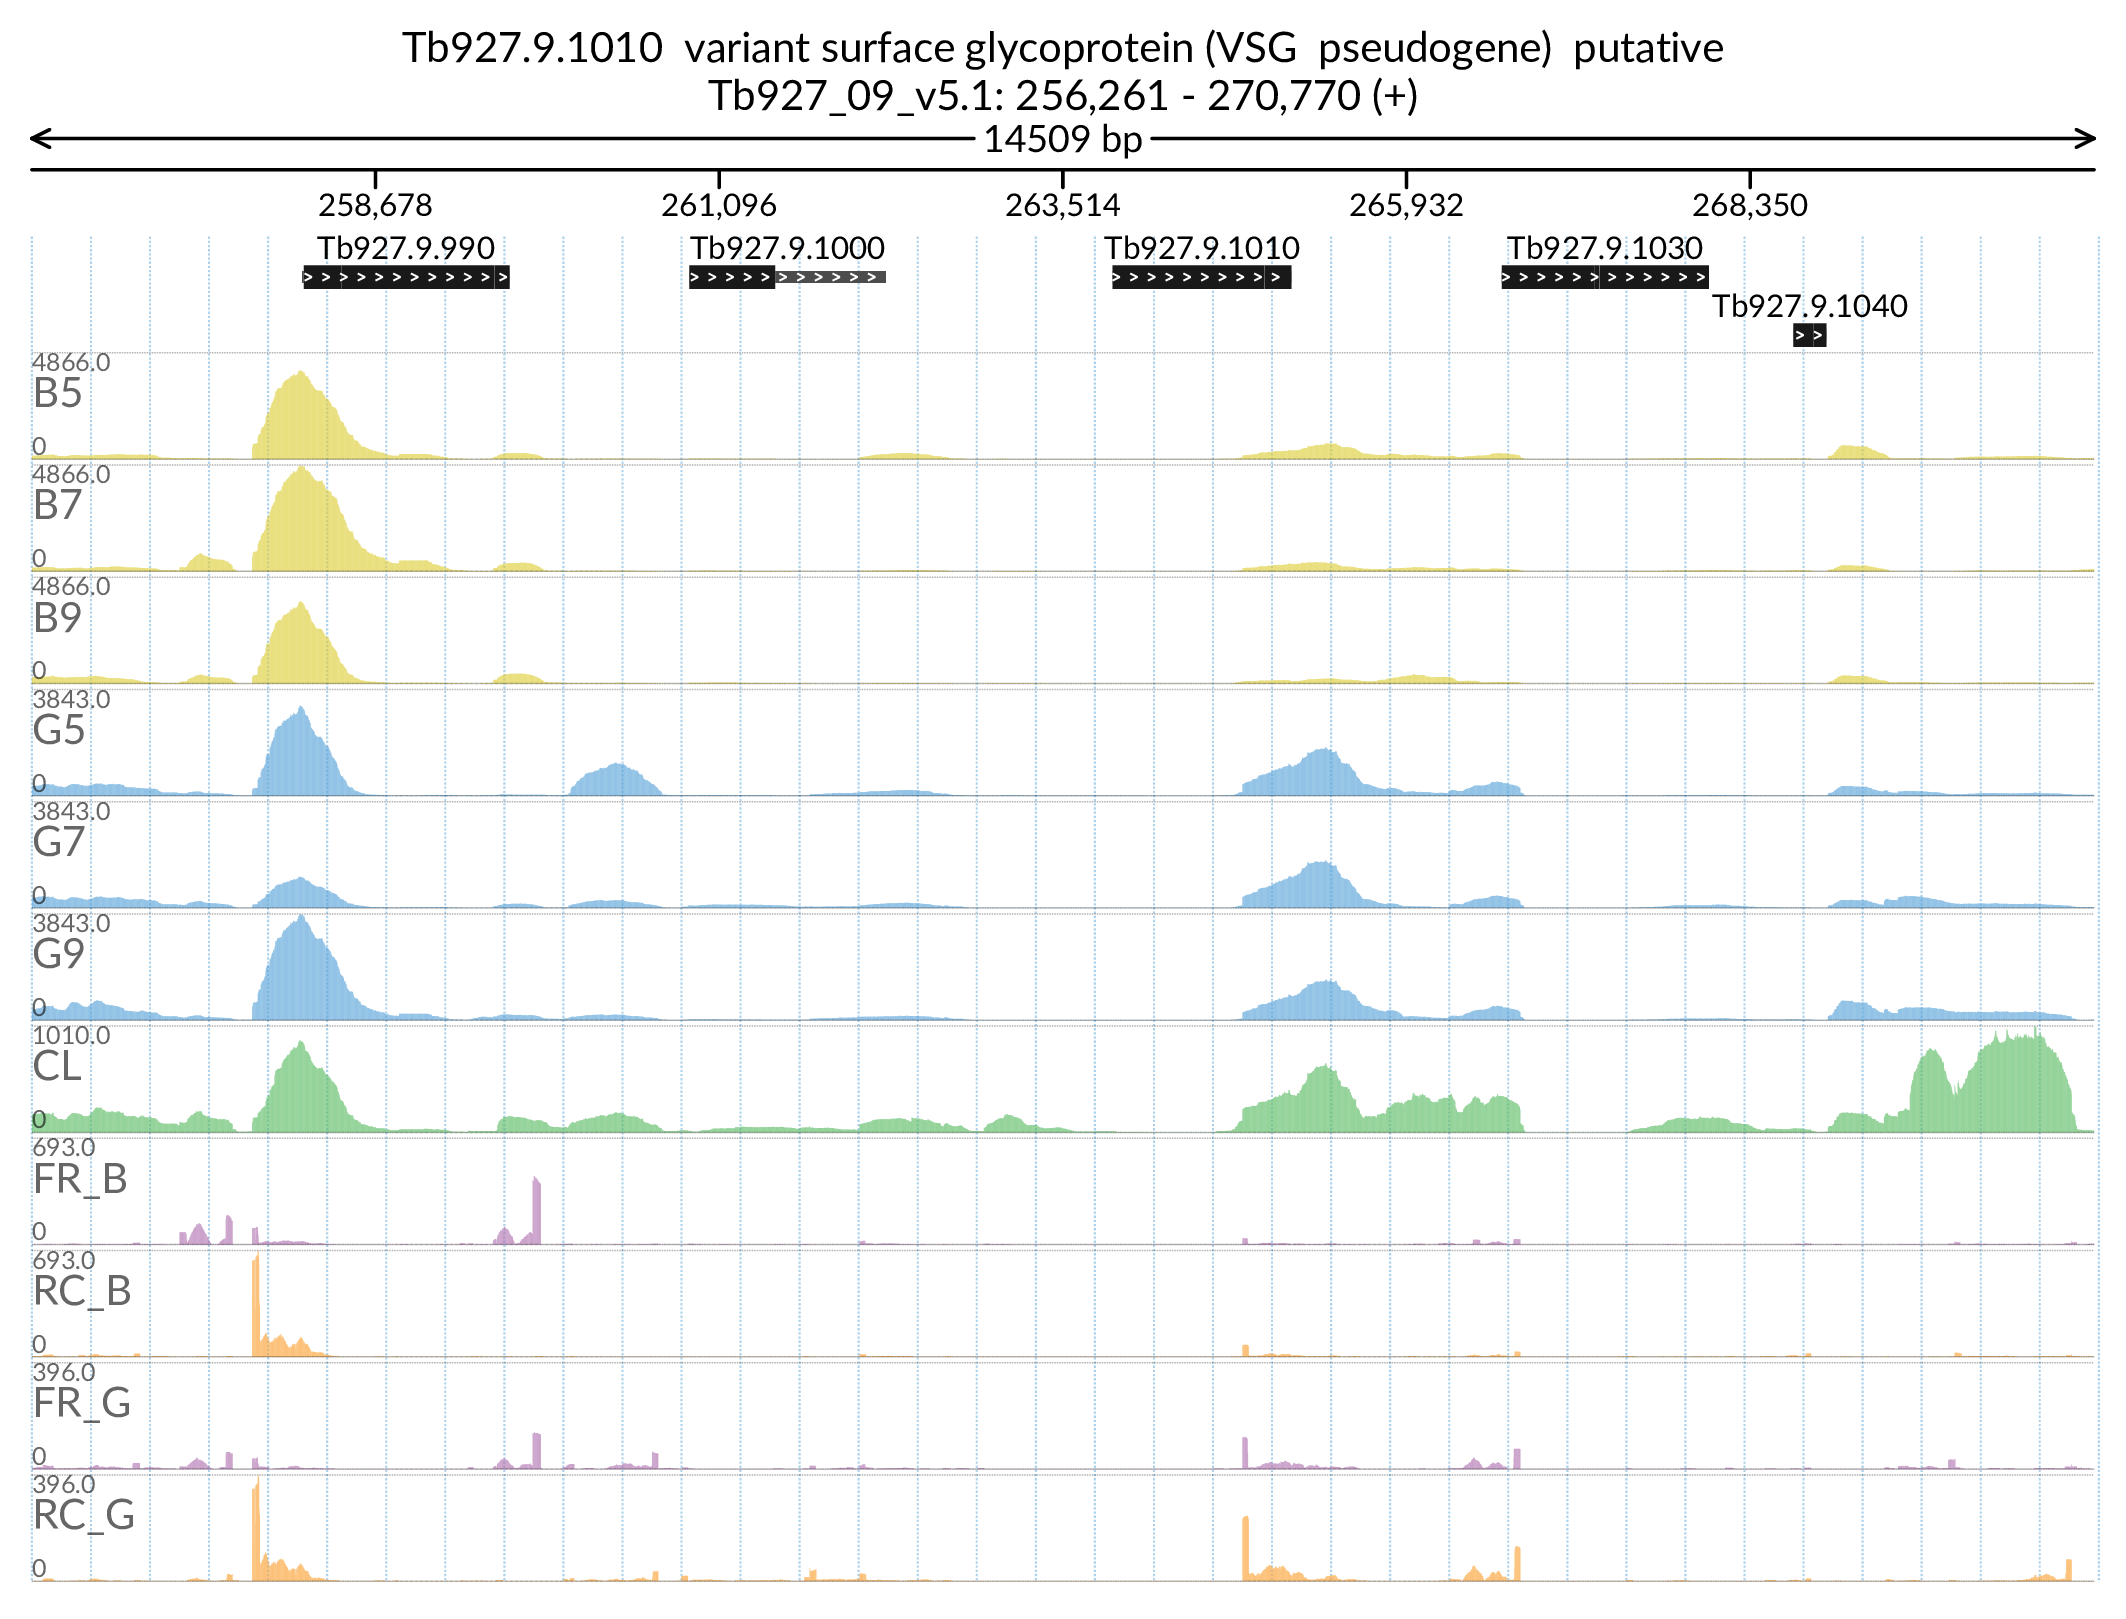 Tb927.9.1010  variant surface glycoprotein (VSG  pseudogene)  putative
Tb927_09_v5.1: 256,261 - 270,770 (+)
14509 bp
258,678 261,096 263,514 265,932 268,350
Tb927.9.990 Tb927.9.1000 Tb927.9.1010 Tb927.9.1030
Tb927.9.1040
4866.0
B5
0
4866.0
B7
0
4866.0
B9
0
3843.0
G5
0
3843.0
G7
0
3843.0
G9
0
1010.0
CL
0
693.0
FR_B
0
693.0
RC_B
0
396.0
FR_G
0
396.0
RC_G
0